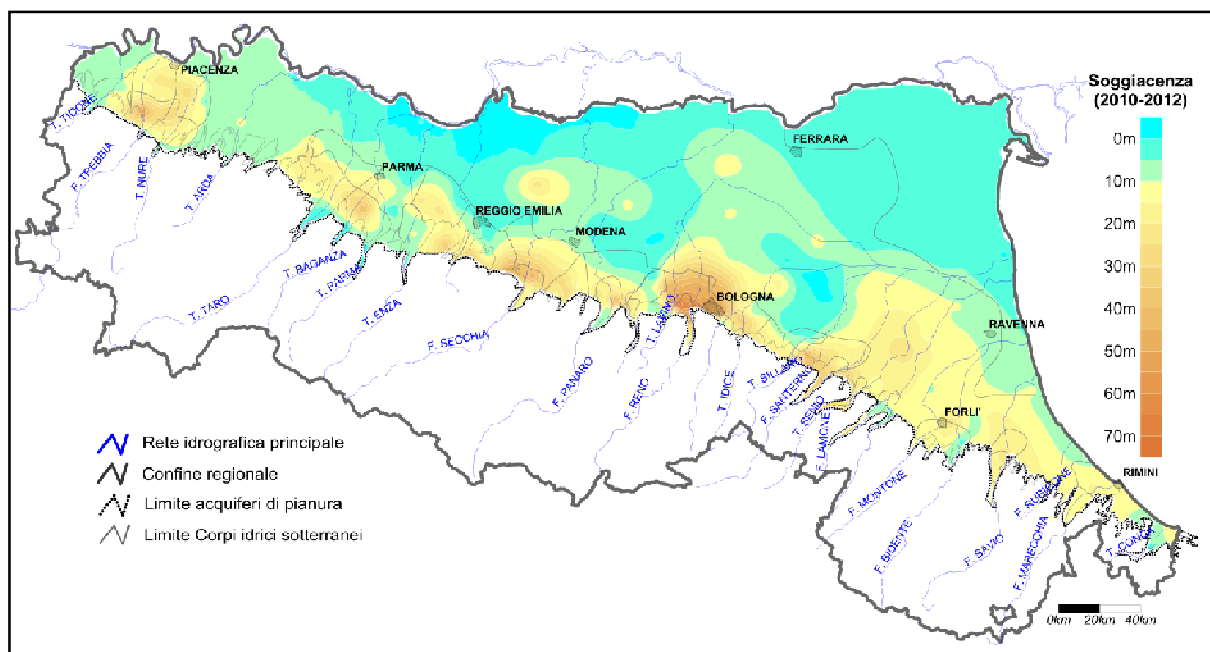 PIACENZA
Soggiacenza
(2010-2012)
0m
10m
20m
30m
40m
50m
60m
70m
FERRARA
PARMA
REGGIO EMILIA
MODENA
BOLOGNA
RAVENNA
FORLI'
RIMINI
T. TIDONE
F. TREBBIA
T. NURE
T. ARDA
T. TARO
T. BAGANZA
T. PARMA
T. ENZA
F. SECCHIA
F. PANARO
F. RENO
T. IDICE
T. SILLARO
F. SANTERNO
T. SENIO
F. LAMONE
F. MONTONE
F. BIDENTE
F. SAVIO
F. RUBICONE
F. MARECCHIA
T. CONCA
Rete idrografica principale
Confine regionale
Limite acquiferi di pianura
Limite Corpi idrici sotterranei
0km 20km 40km